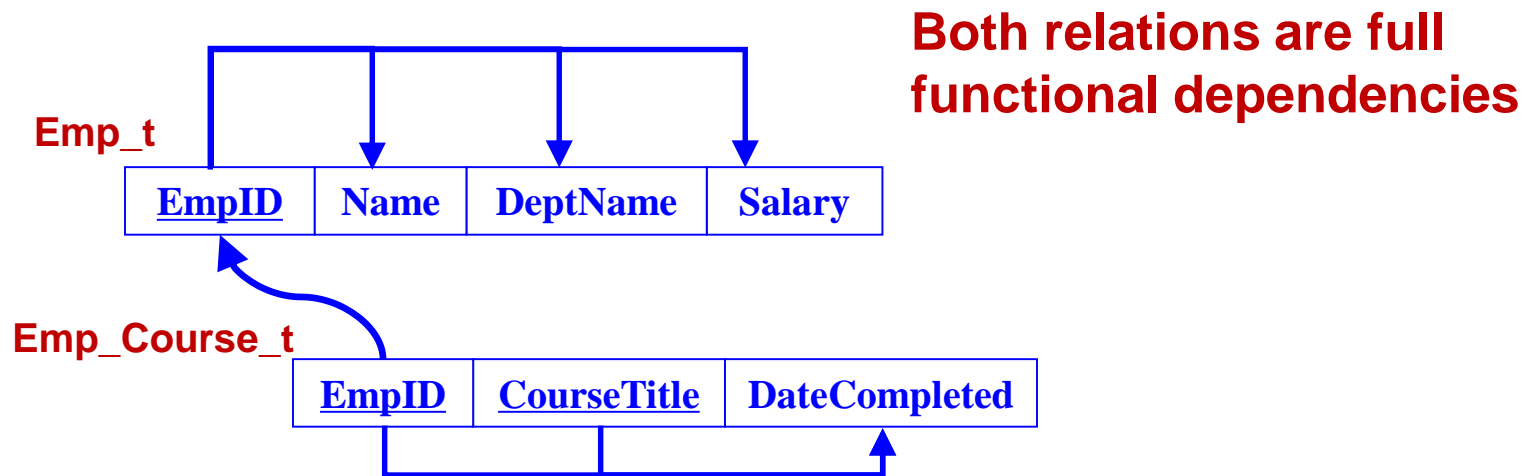 Both relations are full
functional dependencies
Emp_t
EmpID Name DeptName Salary
Emp_Course_t
EmpID CourseTitle DateCompleted